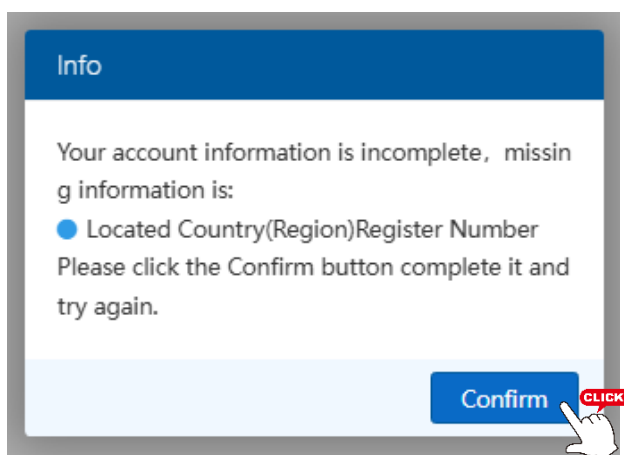 Info
Your account information is incomplete，missin
g information is:
Located Country(Region)Register Number
Please click the Confirm button complete it and
try again.
Confirm
CLICK